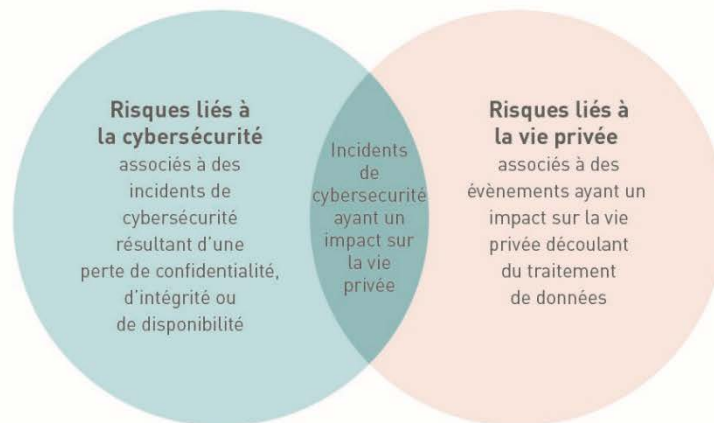 Risques liés à
la cybersécurité
associés à des
incidents de
cybersécurité
résultant d'une
perte de confidentialité,
d'intégrité ou
de disponibilité
Incidents
de
cybersecurité
ayant un
impact sur
la vie
privée
Risques liés à
la vie privée
associés à des
évènements ayant un
impact sur la vie
privée découlant
du traitement
de données